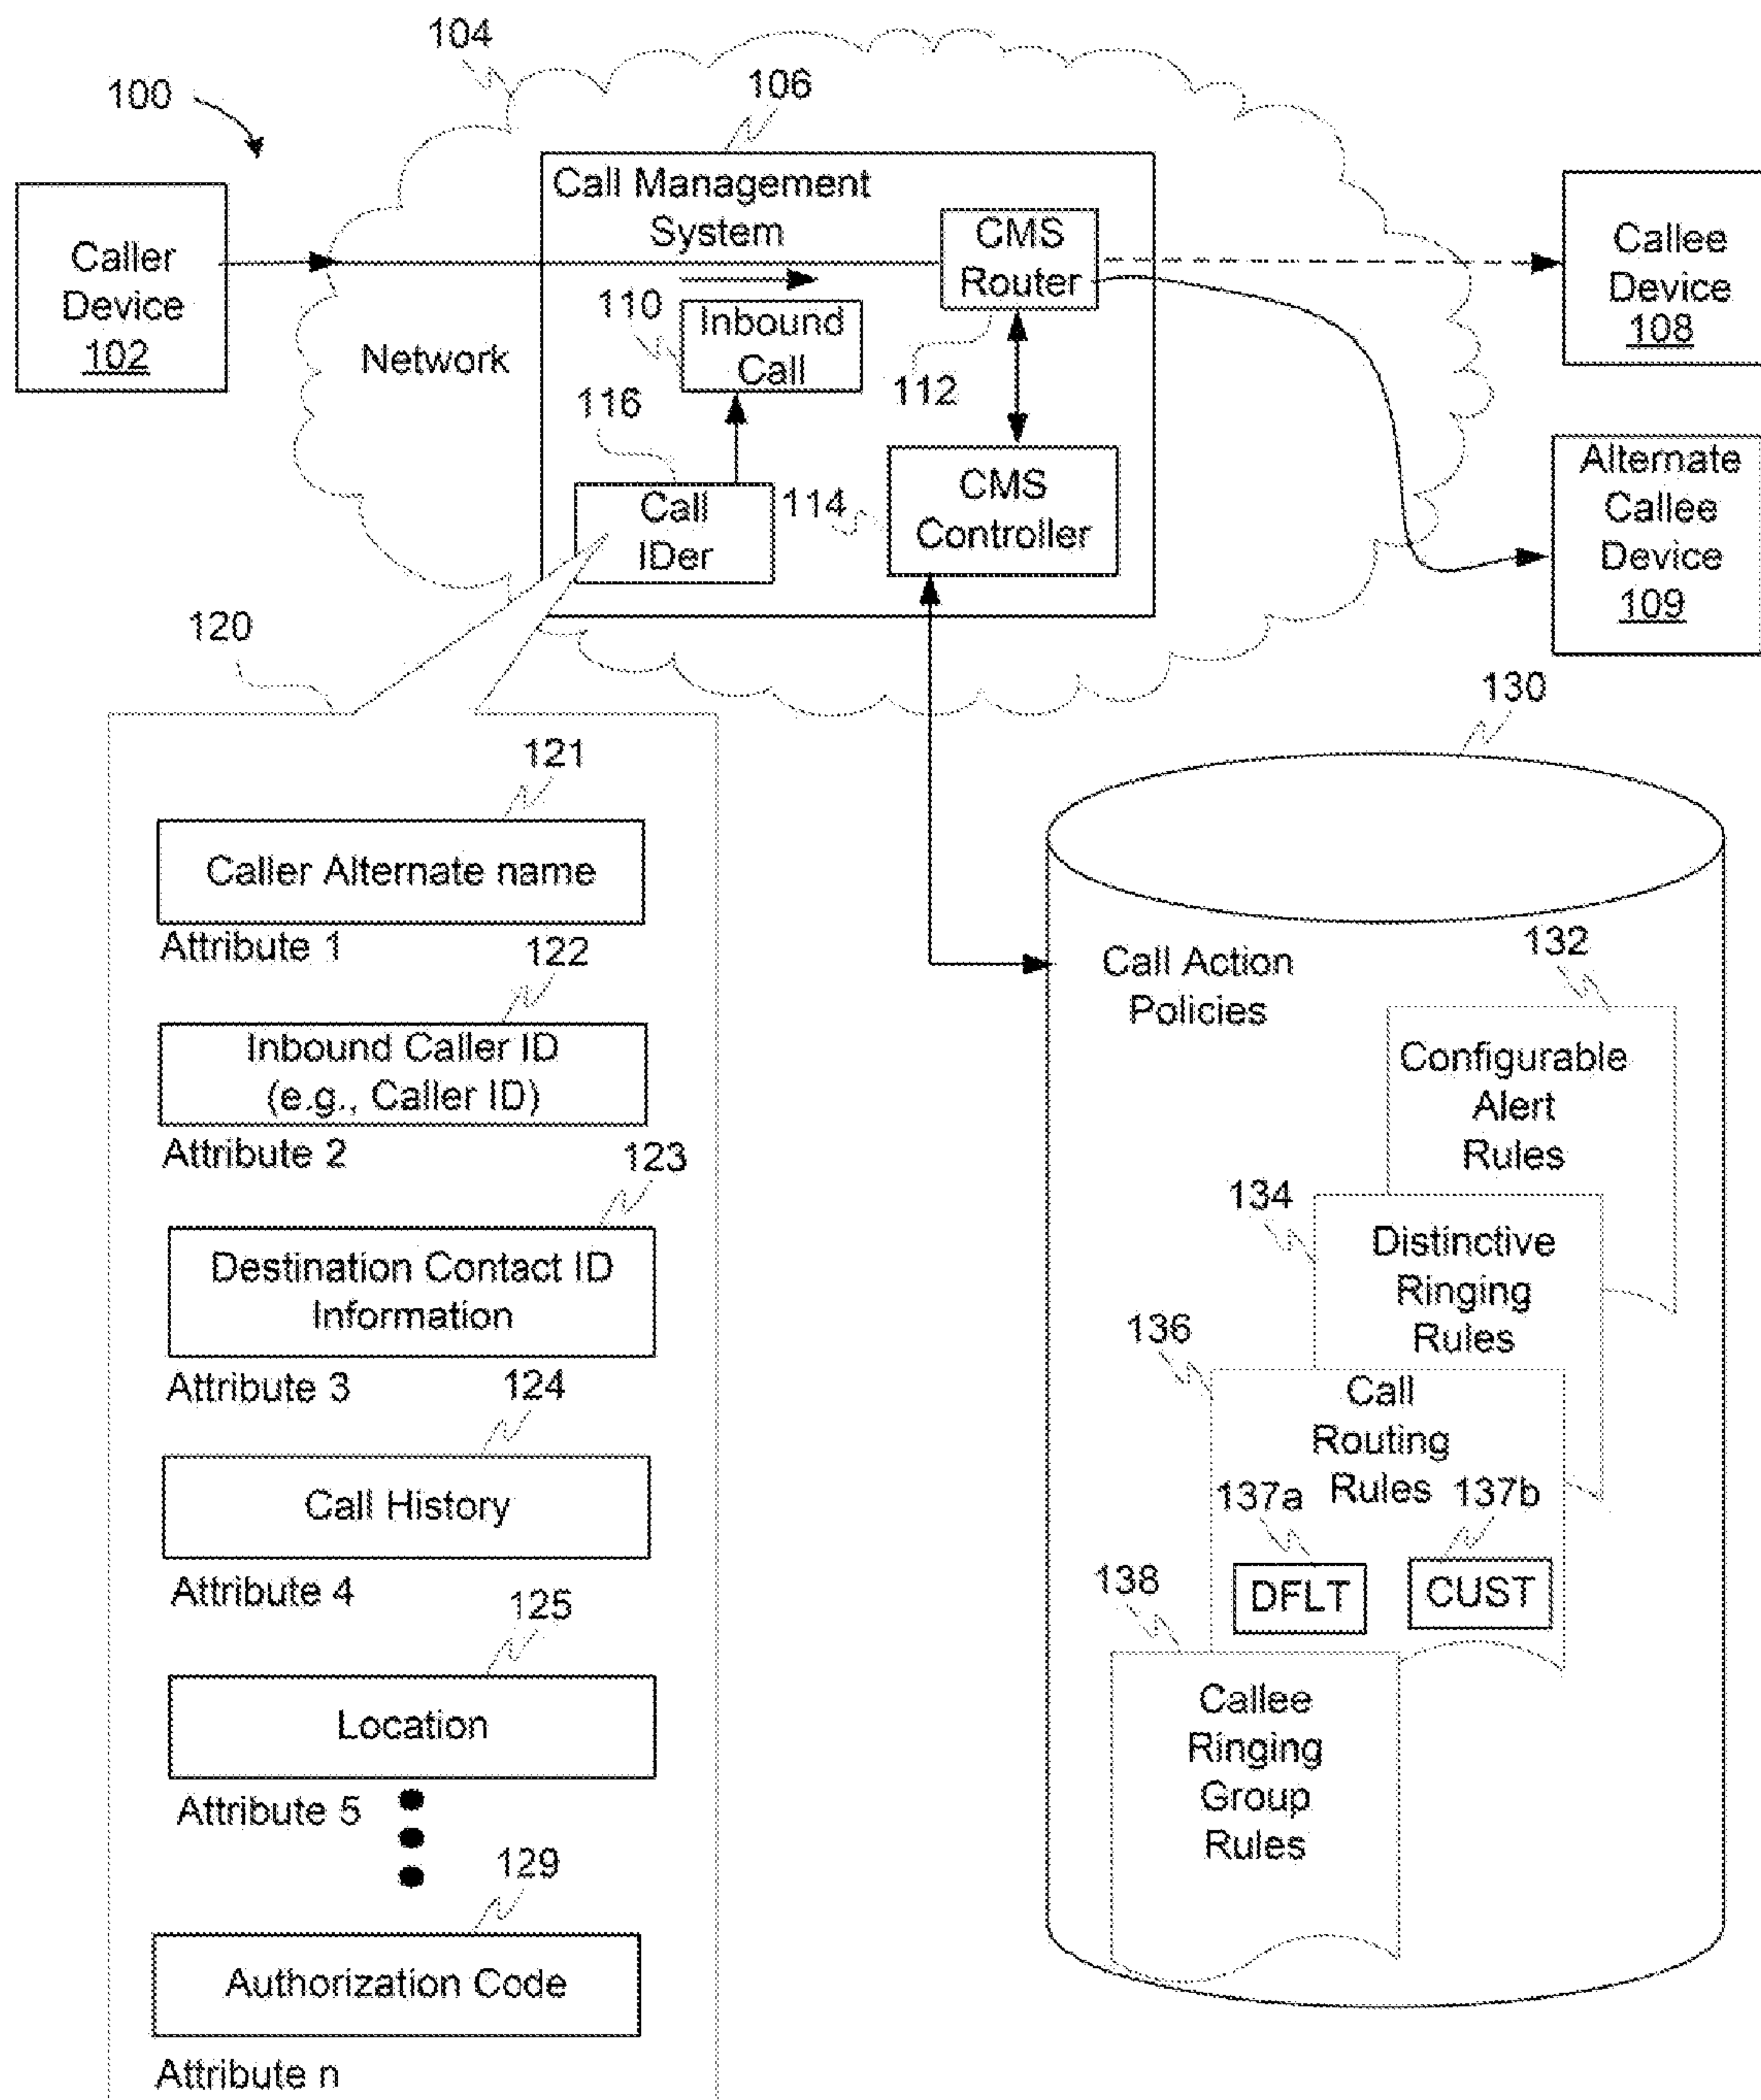 104
100
106
Caller
Device
102
Network
Call Management
System
CMS
Router
110
Inbound
Call
112
116
Call
IDer
114
CMS
Controller
Callee
Device
108
Alternate
Callee
Device
109
120
121
Caller Alternate name
Attribute 1
122
Inbound Caller ID
(e.g., Caller ID)
Attribute 2
123
Destination Contact ID
Information
Attribute 3
124
Call History
Attribute 4
125
Location
Attribute 5
129
Authorization Code
Attribute n
130
Call Action
Policies
132
Configurable
Alert
Rules
134
Distinctive
Ringing
Rules
136
Call
Routing
Rules
137a
137b
DFLT
CUST
138
Callee
Ringing
Group
Rules